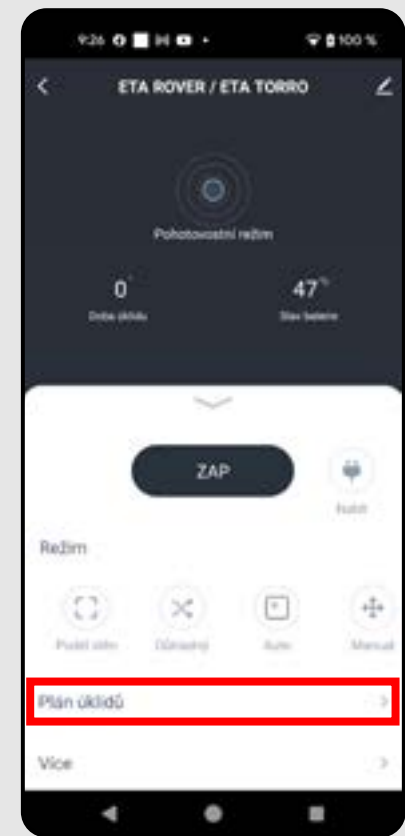 9:26
100 %
ETA ROVER / ETA TORRO
Pohotovostní režim
0
47
Doba úklidu
Stav baterie
ZAP
Nabít
Režim
Podél stěn
Důkladný
Auto
Manual
Plán úklidů
Více